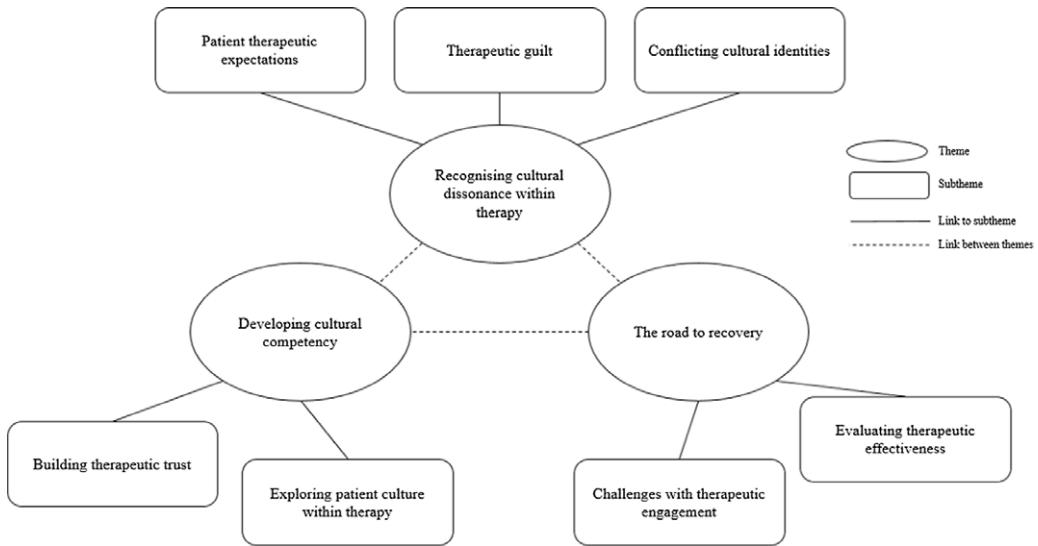 Patient therapeutic
expectations
Therapeutic guilt
Conflicting cultural identities
Recognising cultural
dissonance within
therapy
Theme
Subtheme
Link to subtheme
Link between themes
Developing cultural
competency
The road to recovery
Building therapeutic trust
Exploring patient culture
within therapy
Challenges with therapeutic
engagement
Evaluating therapeutic
effectiveness